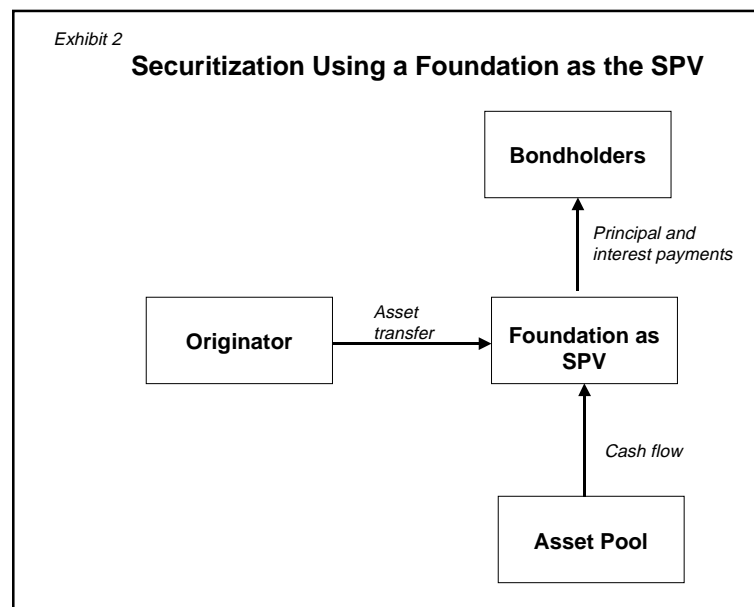 Exhibit 2
Securitization Using a Foundation as the SPV
Bondholders
Principal and
interest payments
Asset
transfer
Originator
Foundation as
SPV
Cash flow
Asset Pool